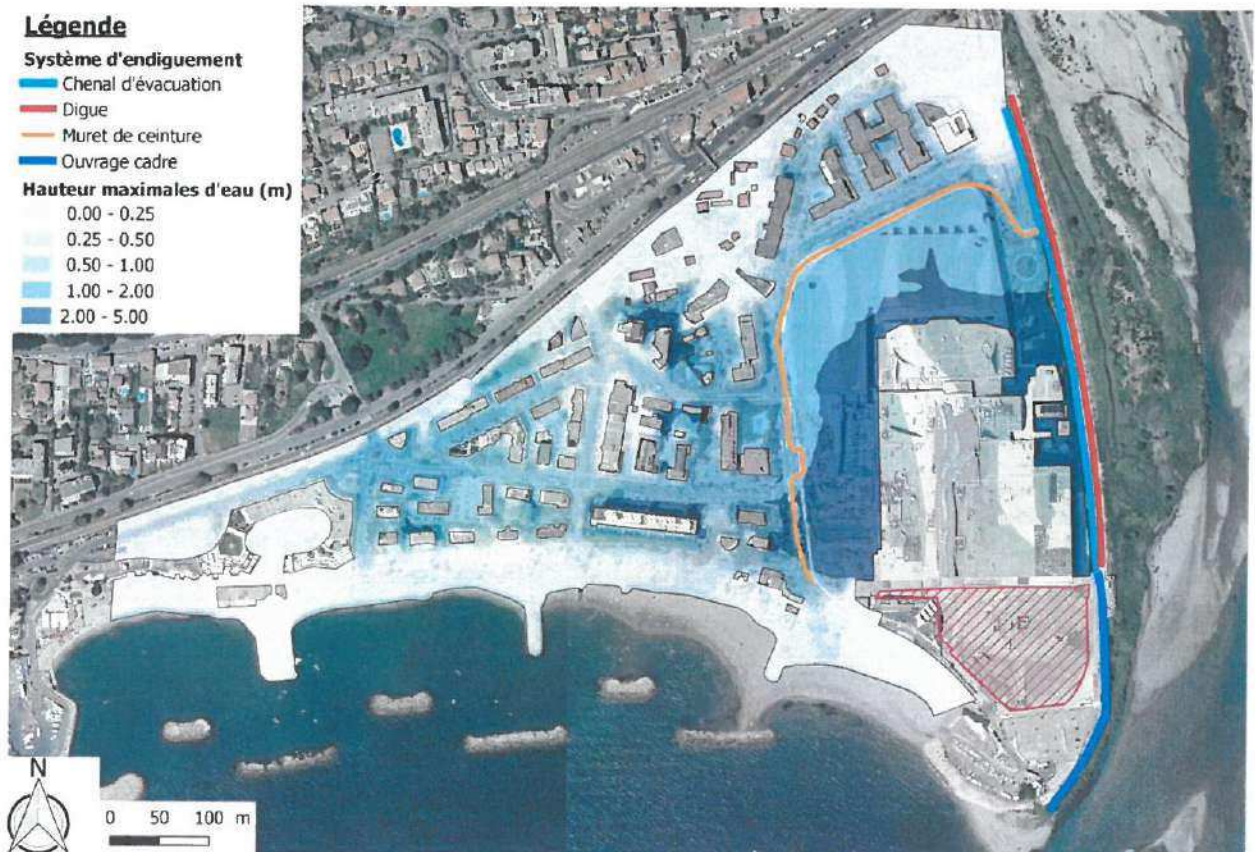 Légende
Système d'endiguement
Chenal d'évacuation
Digue
Muret de ceinture
Ouvrage cadre
Hauteur maximales d'eau (m)
0.00 - 0.25
0.25 - 0.50
0.50 - 1.00
1.00 - 2.00
2.00 - 5.00
N
0 50 100 m